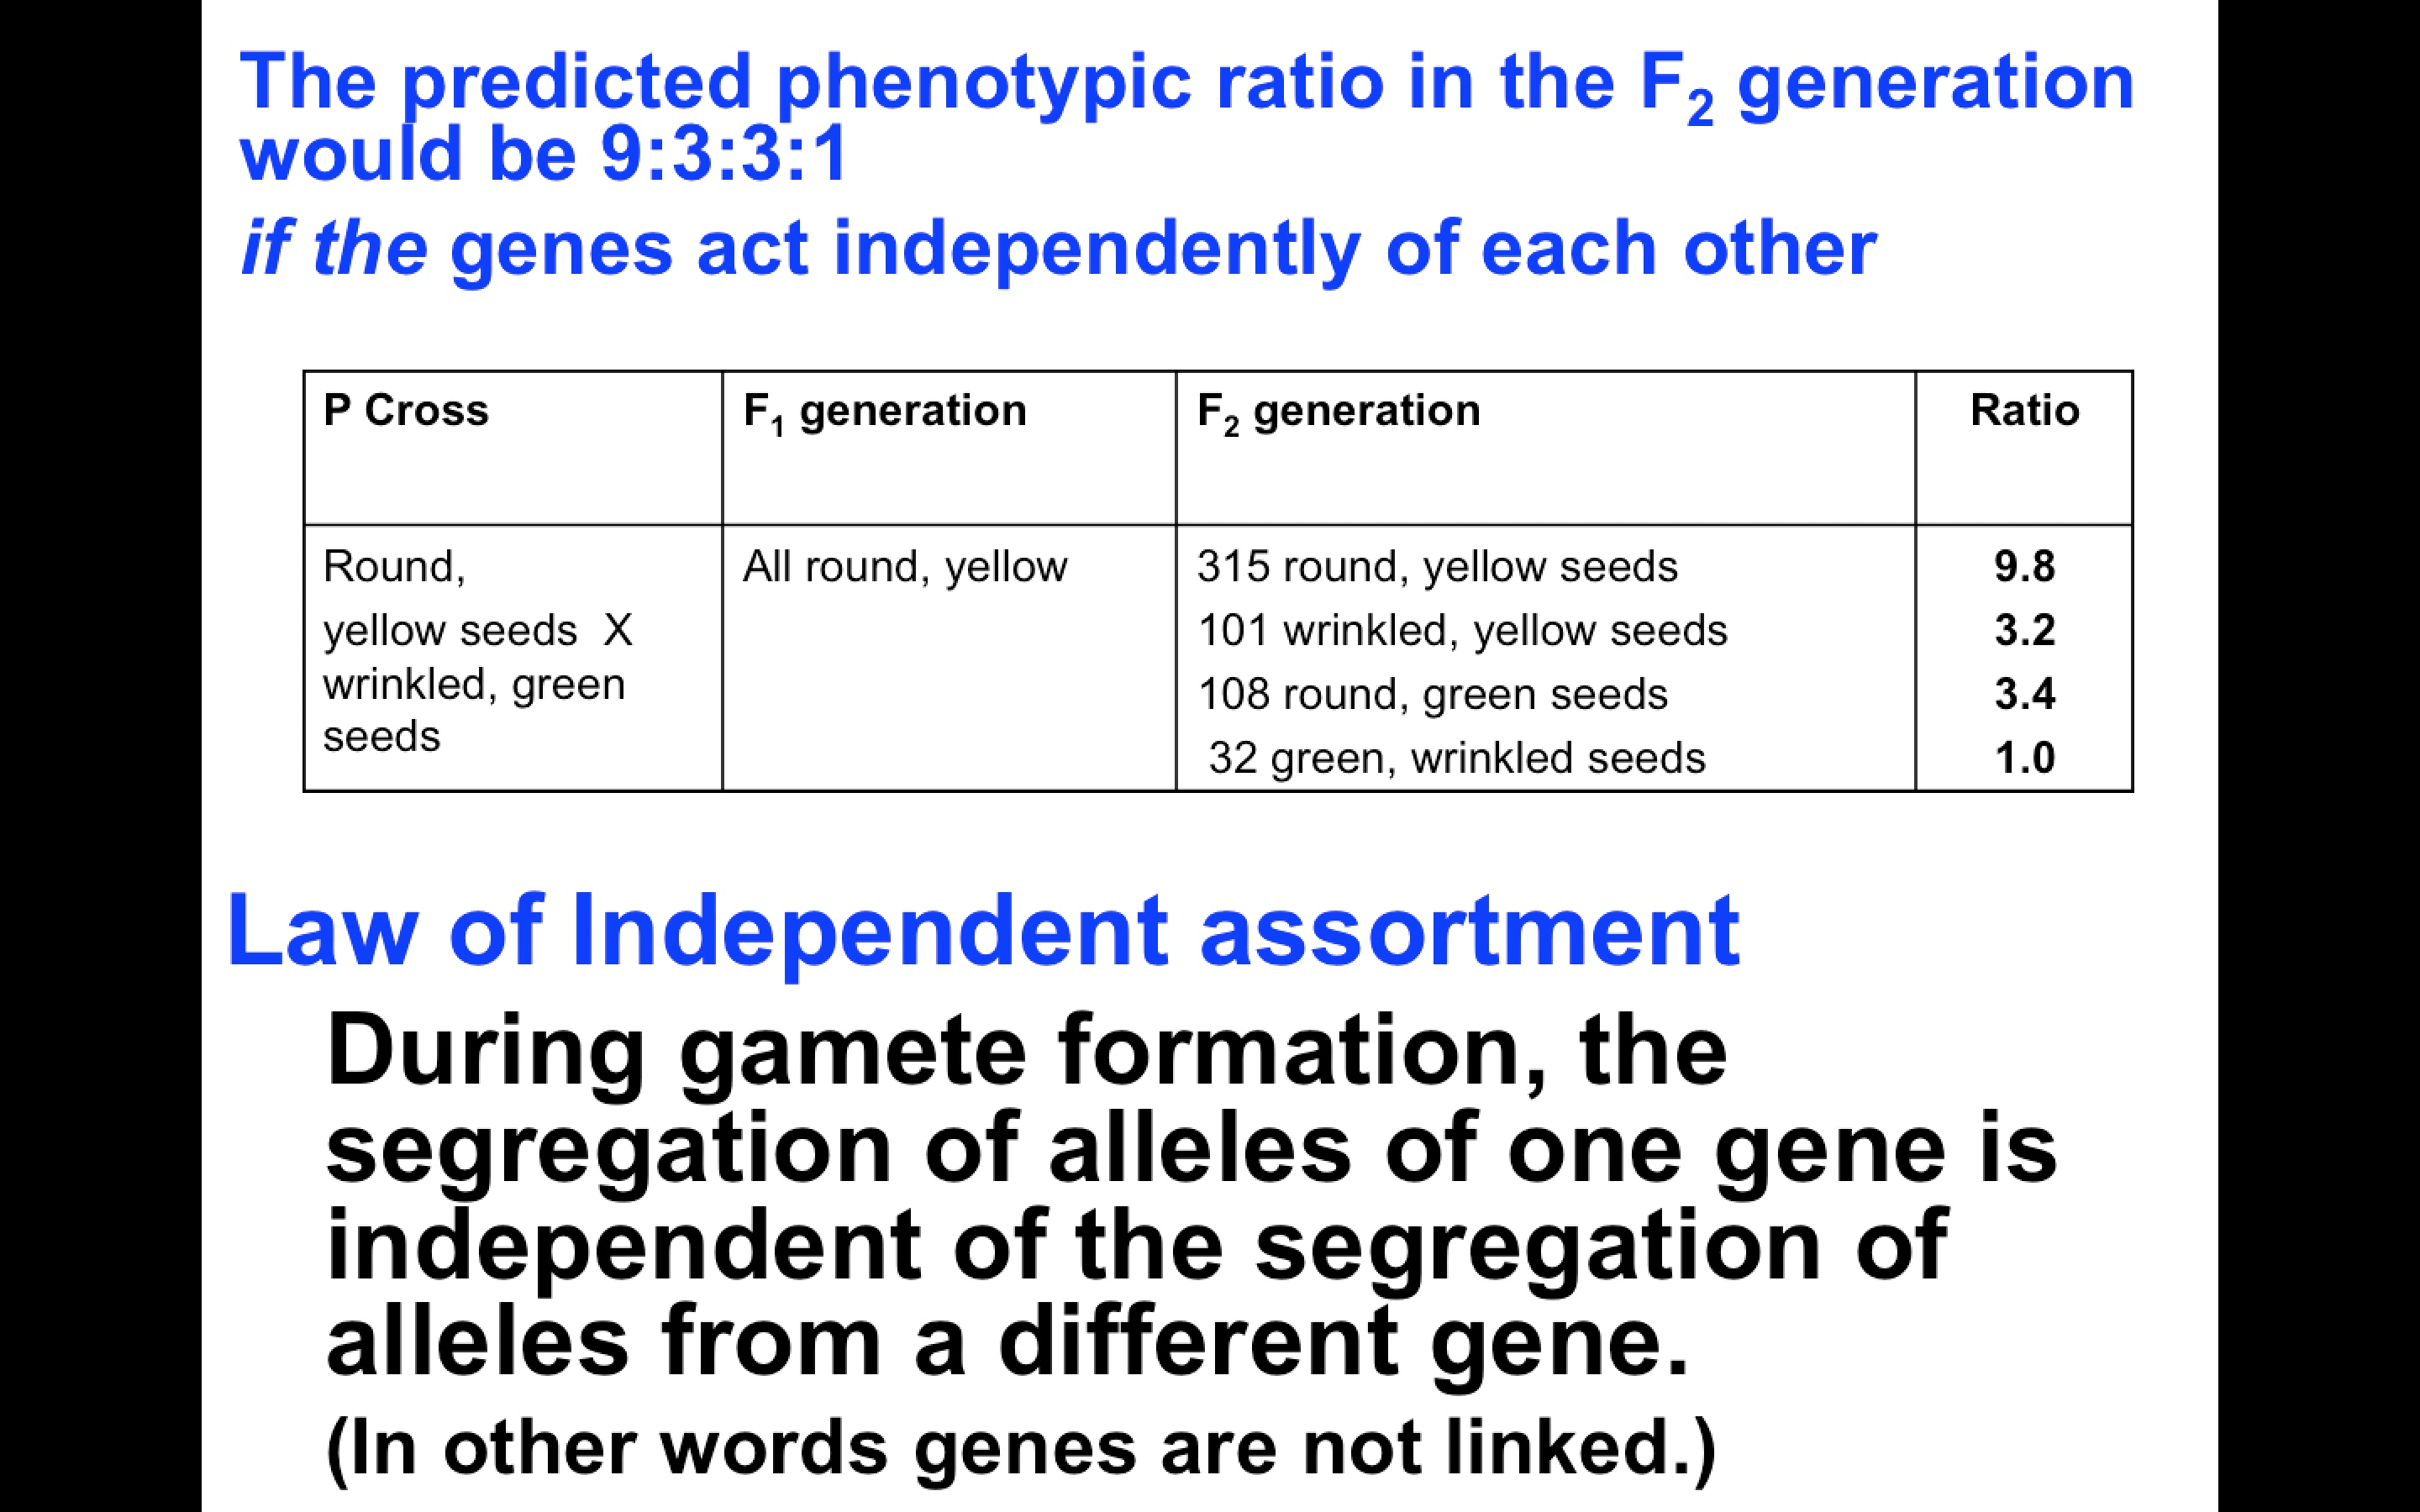 The predicted phenotypic ratio in the F₂ generation
would be 9:3:3:1
if the genes act independently of each other
P Cross
F₁ generation
F₂ generation
Ratio
Round,
yellow seeds X
wrinkled, green
seeds
All round, yellow
315 round, yellow seeds
101 wrinkled, yellow seeds
108 round, green seeds
32 green, wrinkled seeds
9.8
3.2
3.4
1.0
Law of Independent assortment
During gamete formation, the
segregation of alleles of one gene is
independent of the segregation of
alleles from a different gene.
(In other words genes are not linked.)